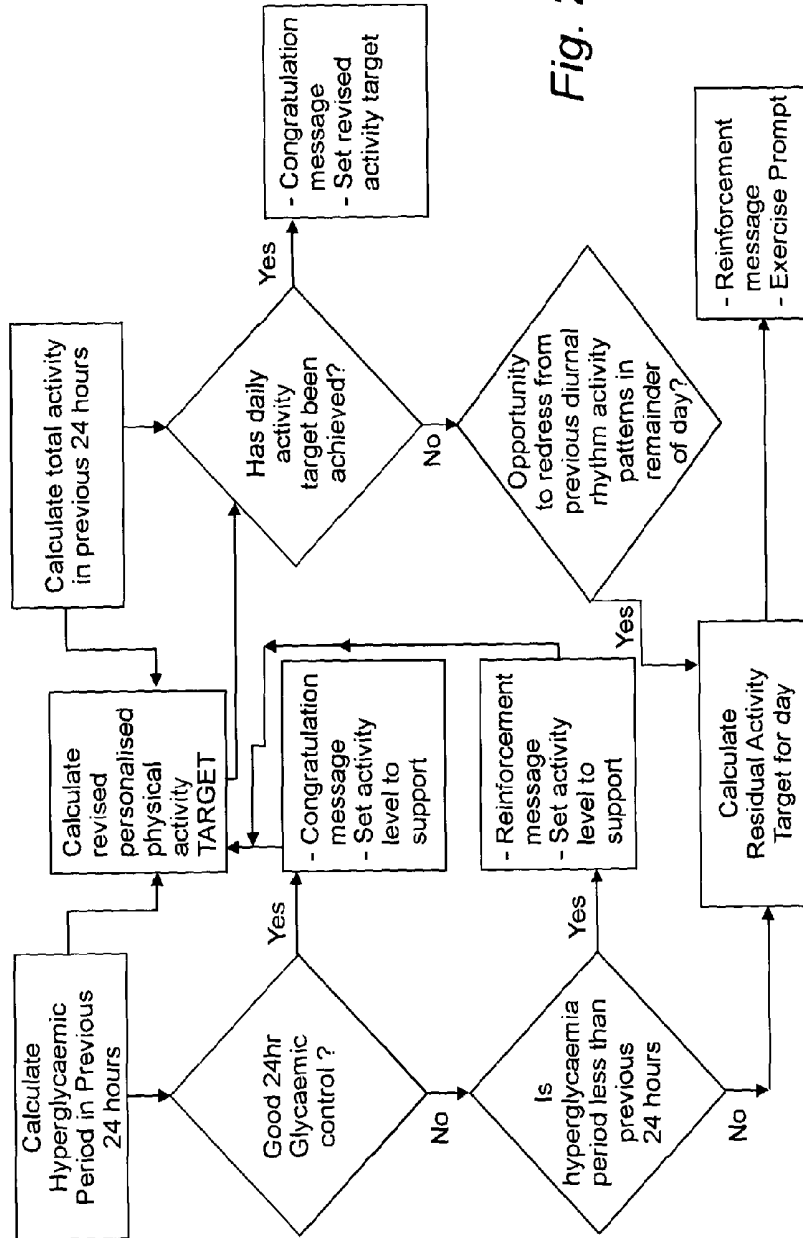 Calculate
Hyperglycaemic
Period in Previous
24 hours
Calculate
revised
personalised
physical
activity
TARGET
Calculate total activity
in previous 24 hours
Good 24hr
Glycaemic
control ?
Yes
- Congratulation
message
- Set activity
level to
support
Has daily
activity
target been
achieved?
Yes
- Congratulation
message
- Set revised
activity target
No
No
Is
hyperglycaemia
period less than
previous
24 hours
Yes
- Reinforcement
message
- Set activity
level to
support
Opportunity
to redress from
previous diurnal
rhythm activity
patterns in
remainder
of day?
Yes
No
Calculate
Residual Activity
Target for day
- Reinforcement
message
- Exercise Prompt
Fig.